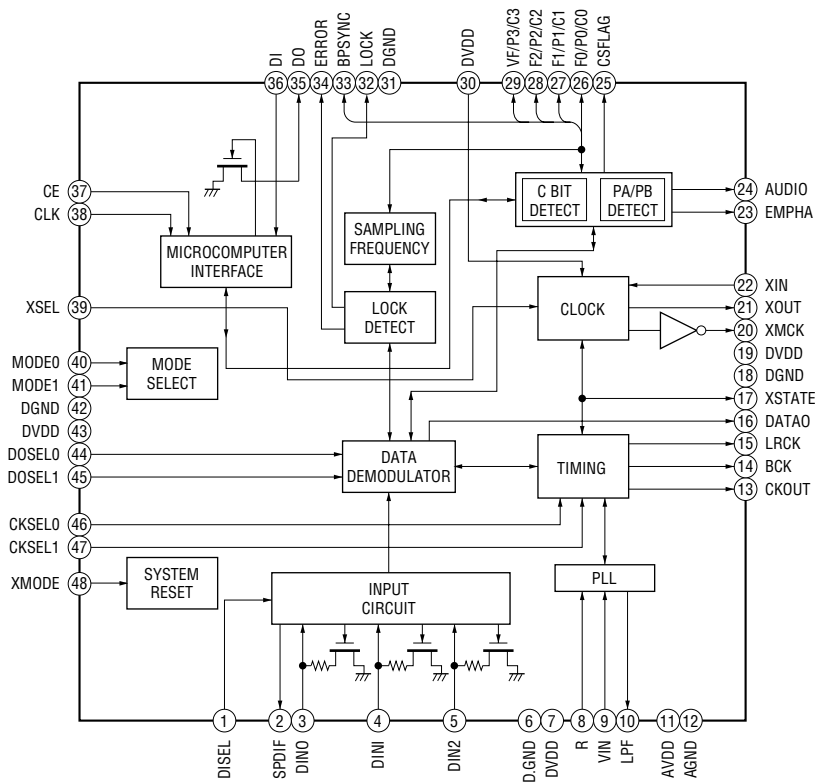 DI
DO
ERROR
BPSYNC
LOCK
DGND
DVDD
VF/P3/C3
F2/P2/C2
F1/P1/C1
F0/P0/C0
CSFLAG
36
35
34
33
32
31
30
29
28
27
26
25
CE
37
CLK
38
XSEL
39
MODE0
40
MODE1
41
DGND
42
DVDD
43
DOSEL0
44
DOSEL1
45
CKSEL0
46
CKSEL1
47
XMODE
48
MICROCOMPUTER
INTERFACE
SAMPLING
FREQUENCY
LOCK
DETECT
C BIT
DETECT
PA/PB
DETECT
CLOCK
MODE
SELECT
DATA
DEMODULATOR
TIMING
SYSTEM
RESET
INPUT
CIRCUIT
PLL
24
AUDIO
23
EMPHA
22
XIN
21
XOUT
20
XMCK
19
DVDD
18
DGND
17
XSTATE
16
DATAO
15
LRCK
14
BCK
13
CKOUT
1
2
3
4
5
6
7
8
9
10
11
12
DISEL
SPDIF
DINO
DINI
DIN2
D.GND
DVDD
R
VIN
LPF
AVDD
AGND